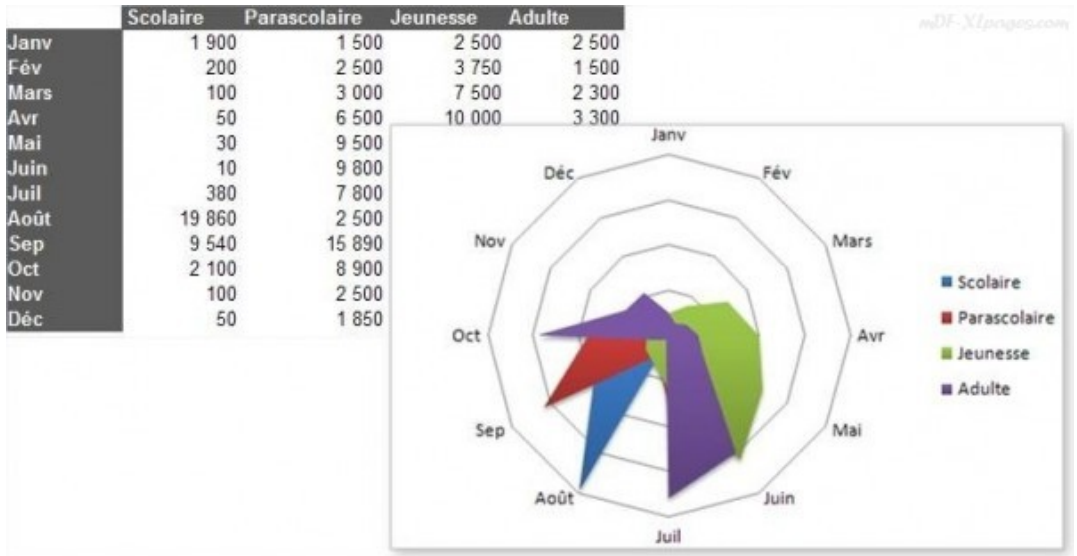 mDF-XLpages.com
Scolaire Parascolaire Jeunesse Adulte
Janv 1 900 1 500 2 500 2 500
Fév 200 2 500 3 750 1 500
Mars 100 3 000 7 500 2 300
Avr 50 6 500 10 000 3 300
Mai 30 9 500
Juin 10 9 800
Juil 380 7 800
Août 19 860 2 500
Sep 9 540 15 890
Oct 2 100 8 900
Nov 100 2 500
Déc 50 1 850
Janv
Déc Fév
Nov Mars
Oct Avr
Sep Mai
Août Juin
Juil
Scolaire
Parascolaire
Jeunesse
Adulte